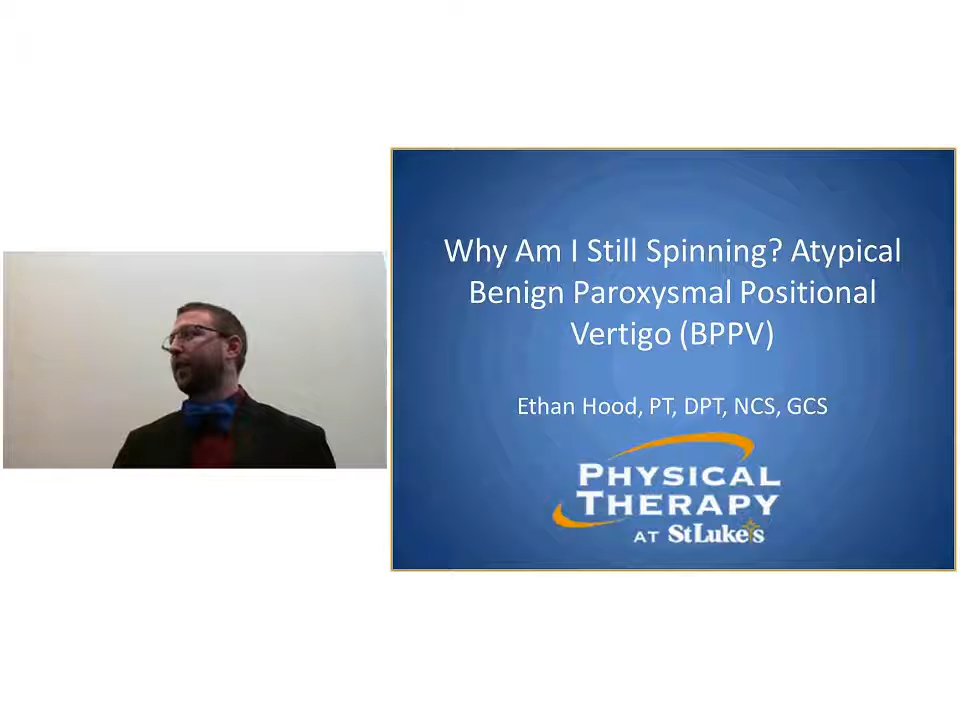 Why Am I Still Spinning? Atypical
Benign Paroxysmal Positional
Vertigo (BPPV)
Ethan Hood, PT, DPT, NCS, GCS
PHYSICAL
THERAPY
AT StLuke's